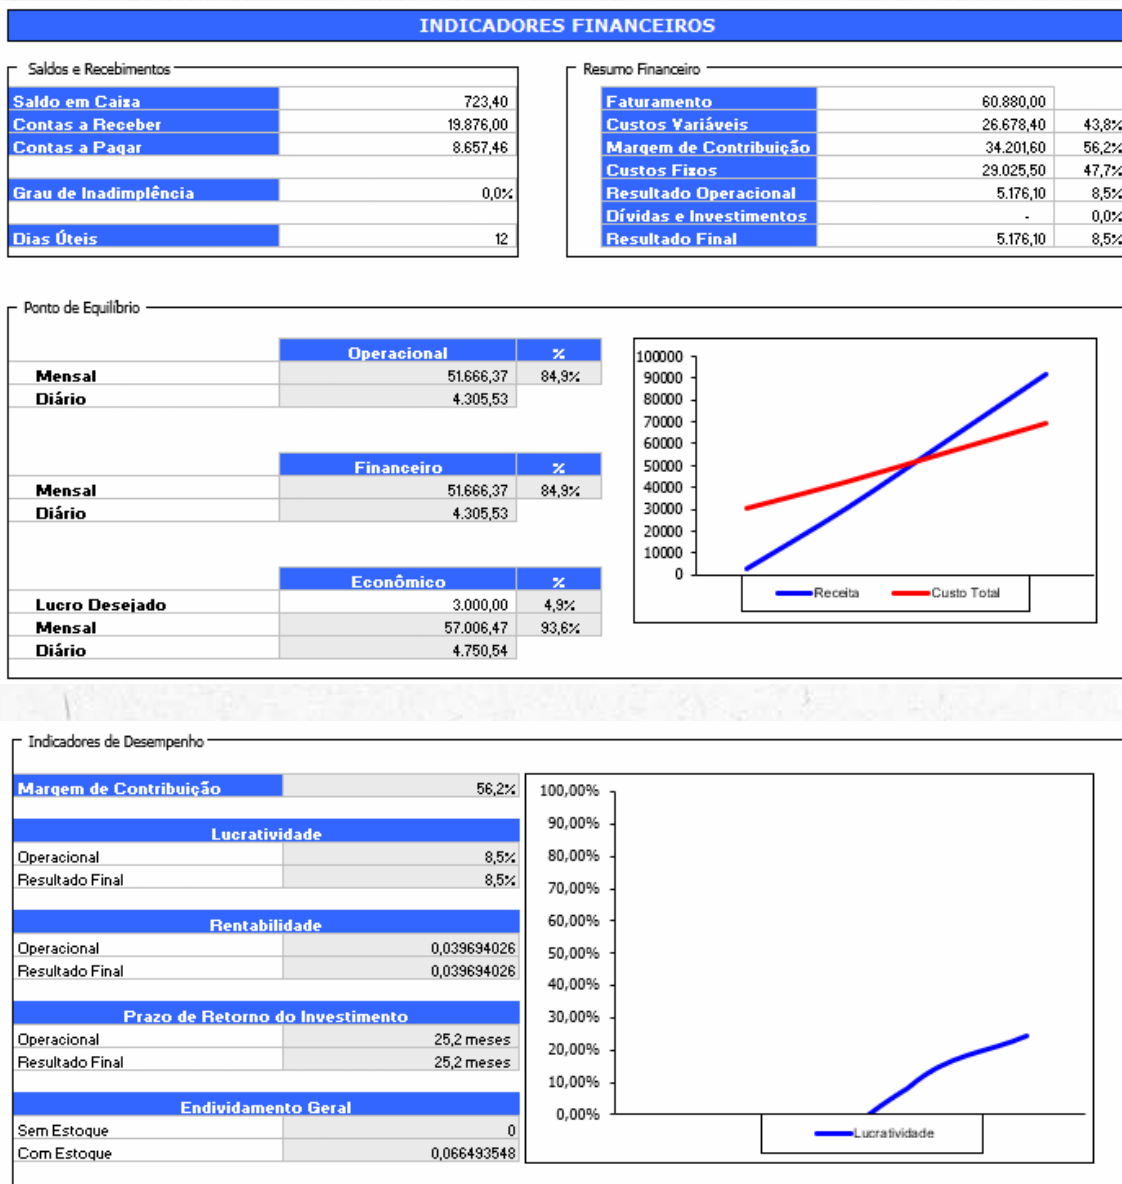 INDICADORES FINANCEIROS
Saldos e Recebimentos
Saldo em Caixa 723,40
Contas a Receber 19.876,00
Contas a Pagar 8.657,46
Grau de Inadimplência 0,0%
Dias Úteis 12
Resumo Financeiro
Faturamento 60.880,00
Custos Variáveis 26.678,40 43,8%
Margem de Contribuição 34.201,60 56,2%
Custos Fixos 29.025,50 47,7%
Resultado Operacional 5.176,10 8,5%
Dívidas e Investimentos - 0,0%
Resultado Final 5.176,10 8,5%
Ponto de Equilíbrio
Operacional %
Mensal 51.666,37 84,9%
Diário 4.305,53
Financeiro %
Mensal 51.666,37 84,9%
Diário 4.305,53
Econômico %
Lucro Desejado 3.000,00 4,9%
Mensal 57.006,47 93,6%
Diário 4.750,54
100000
90000
80000
70000
60000
50000
40000
30000
20000
10000
0
Receita Custo Total
Indicadores de Desempenho
Margem de Contribuição 56,2%
Lucratividade
Operacional 8,5%
Resultado Final 8,5%
Rentabilidade
Operacional 0,039694026
Resultado Final 0,039694026
Prazo de Retorno do Investimento
Operacional 25,2 meses
Resultado Final 25,2 meses
Endividamento Geral
Sem Estoque 0
Com Estoque 0,066493548
100,00%
90,00%
80,00%
70,00%
60,00%
50,00%
40,00%
30,00%
20,00%
10,00%
0,00%
Lucratividade